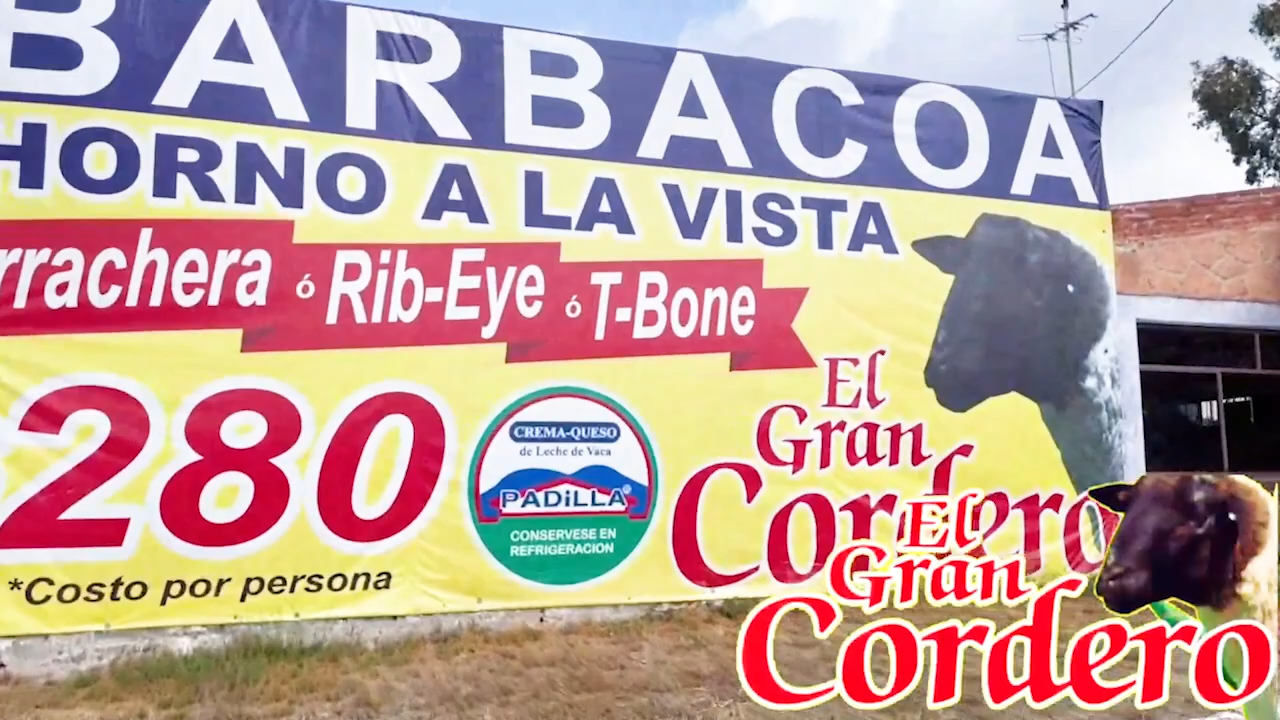 BARBACOA
HORNO A LA VISTA
rrachera ó Rib-Eye ó T-Bone
280
*Costo por persona
CREMA-QUESO
de Leche de Vaca
PADiLLA®
CONSERVESE EN
REFRIGERACION
El
Gran
Cordero
El
Gran
Cordero